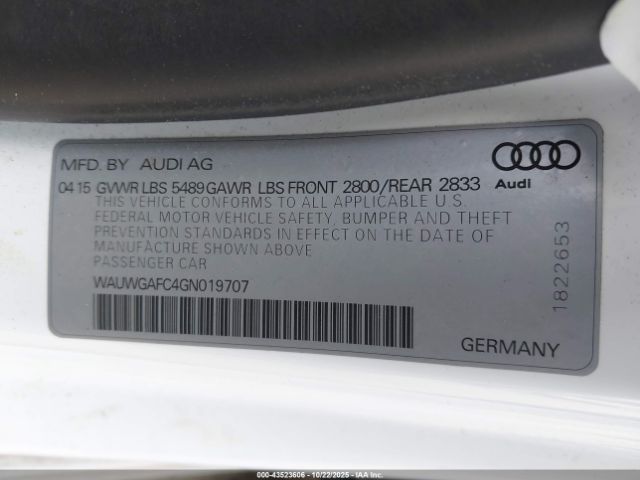 MFD. BY AUDI AG
04 15 GVWR LBS 5489 GAWR LBS FRONT 2800/REAR 2833
THIS VEHICLE CONFORMS TO ALL APPLICABLE U.S.
FEDERAL MOTOR VEHICLE SAFETY, BUMPER AND THEFT
PREVENTION STANDARDS IN EFFECT ON THE DATE OF
MANUFACTURE SHOWN ABOVE
PASSENGER CAR
WAUWGAFC4GN019707
Audi
1822653
GERMANY
000-43523606 - 10/22/2025 - IAA Inc.